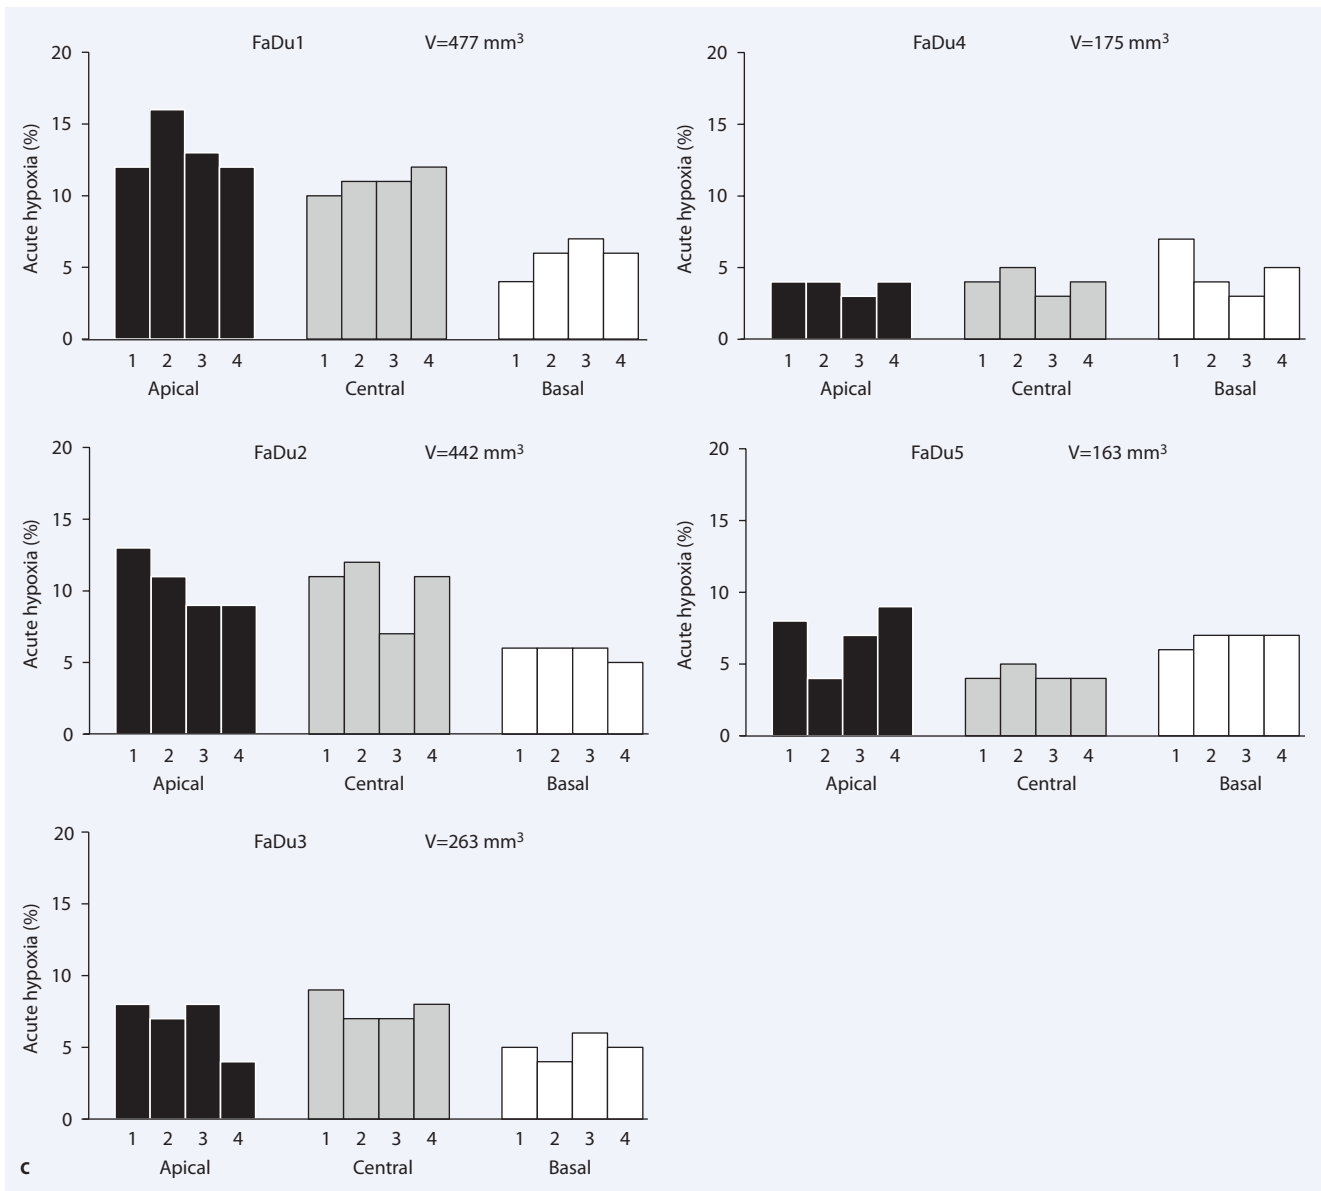 FaDu1 V=477 mm³
20
15
10
5
0
Acute hypoxia (%)
1 2 3 4 1 2 3 4 1 2 3 4
Apical Central Basal
FaDu4 V=175 mm³
20
15
10
5
0
Acute hypoxia (%)
1 2 3 4 1 2 3 4 1 2 3 4
Apical Central Basal
FaDu2 V=442 mm³
20
15
10
5
0
Acute hypoxia (%)
1 2 3 4 1 2 3 4 1 2 3 4
Apical Central Basal
FaDu5 V=163 mm³
20
15
10
5
0
Acute hypoxia (%)
1 2 3 4 1 2 3 4 1 2 3 4
Apical Central Basal
FaDu3 V=263 mm³
20
15
10
5
0
Acute hypoxia (%)
1 2 3 4 1 2 3 4 1 2 3 4
Apical Central Basal
c